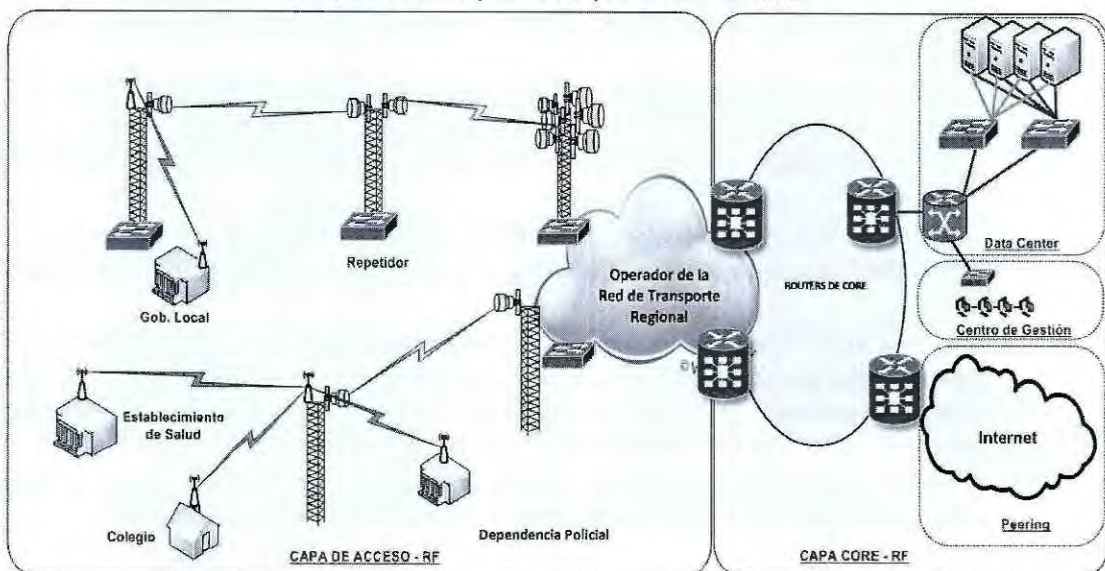 Repetidor
Gob. Local
Operador de la
Red de Transporte
Regional
ROUTERS DE CORE
Data Center
Centro de Gestión
Establecimiento
de Salud
Colegio
Dependencia Policial
Internet
Peering
CAPA DE ACCESO - RF
CAPA CORE - RF